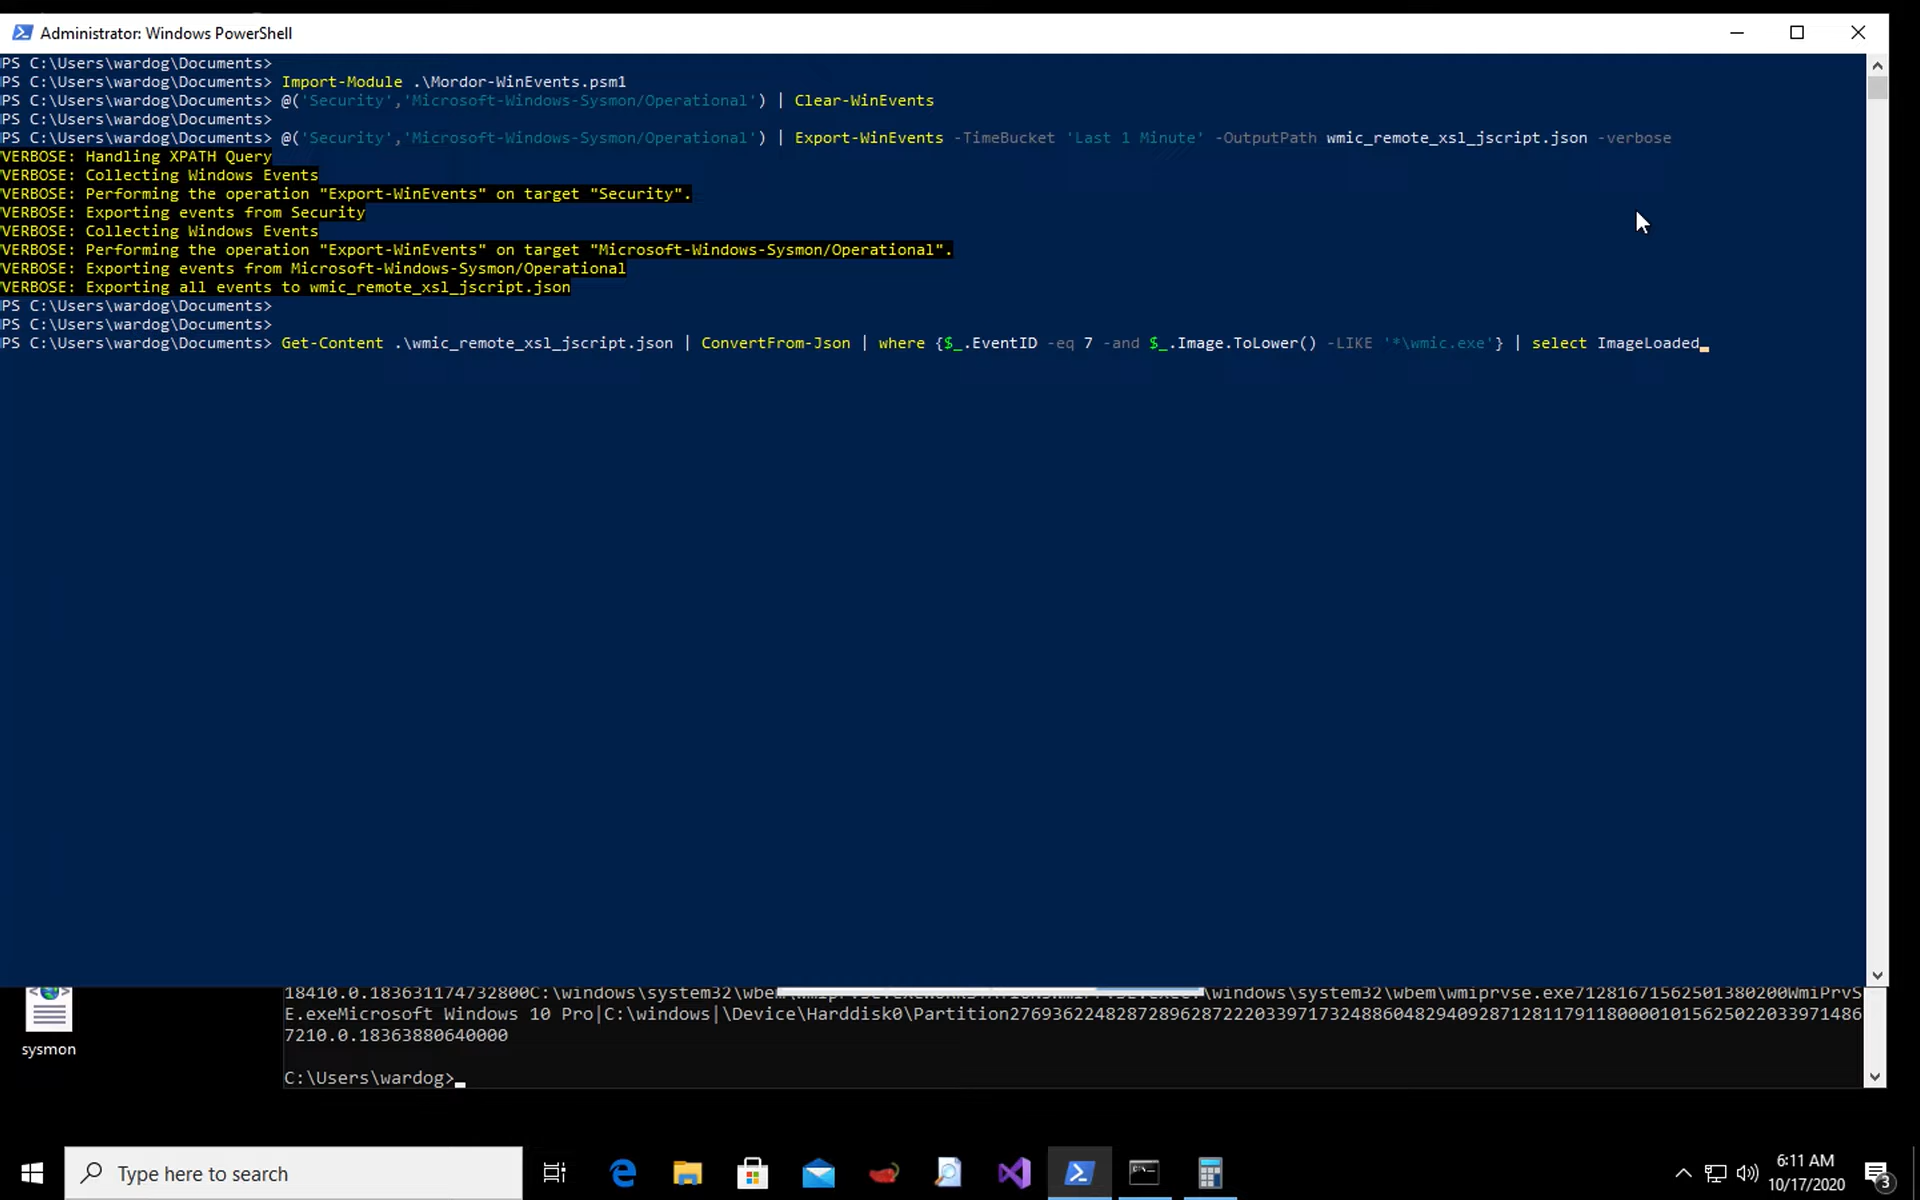 Administrator: Windows PowerShell
PS C:\Users\wardog\Documents>
PS C:\Users\wardog\Documents> Import-Module .\Mordor-WinEvents.psm1
PS C:\Users\wardog\Documents> @('Security','Microsoft-Windows-Sysmon/Operational') | Clear-WinEvents
PS C:\Users\wardog\Documents>
PS C:\Users\wardog\Documents> @('Security','Microsoft-Windows-Sysmon/Operational') | Export-WinEvents -TimeBucket 'Last 1 Minute' -OutputPath wmic_remote_xsl_jscript.json -verbose
VERBOSE: Handling XPATH Query
VERBOSE: Collecting Windows Events
VERBOSE: Performing the operation "Export-WinEvents" on target "Security".
VERBOSE: Exporting events from Security
VERBOSE: Collecting Windows Events
VERBOSE: Performing the operation "Export-WinEvents" on target "Microsoft-Windows-Sysmon/Operational".
VERBOSE: Exporting events from Microsoft-Windows-Sysmon/Operational
VERBOSE: Exporting all events to wmic_remote_xsl_jscript.json
PS C:\Users\wardog\Documents>
PS C:\Users\wardog\Documents>
PS C:\Users\wardog\Documents> Get-Content .\wmic_remote_xsl_jscript.json | ConvertFrom-Json | where {$_.EventID -eq 7 -and $_.Image.ToLower() -LIKE '*\wmic.exe'} | select ImageLoaded_
\windows\system32\wbem\wmiprvse.exe7128167156250138020­0WmiPrvS
E.exeMicrosoft Windows 10 Pro|C:\windows|\Device\Harddisk0\Partition27693622482872896287222033971732488604829409287128117911800001015625022033971486
7210.0.18363880640000
C:\Users\wardog>_
sysmon
Type here to search
6:11 AM
10/17/2020
3